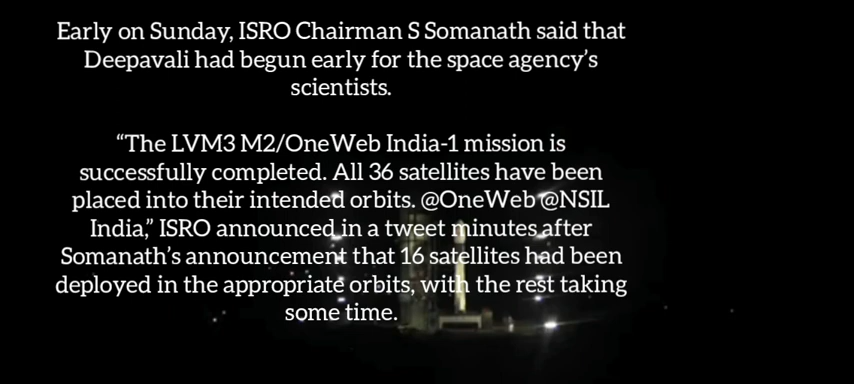 Early on Sunday, ISRO Chairman S Somanath said that
Deepavali had begun early for the space agency’s
scientists.
“The LVM3 M2/OneWeb India-1 mission is
successfully completed. All 36 satellites have been
placed into their intended orbits. @OneWeb @NSIL
India,” ISRO announced in a tweet minutes after
Somanath’s announcement that 16 satellites had been
deployed in the appropriate orbits, with the rest taking
some time.